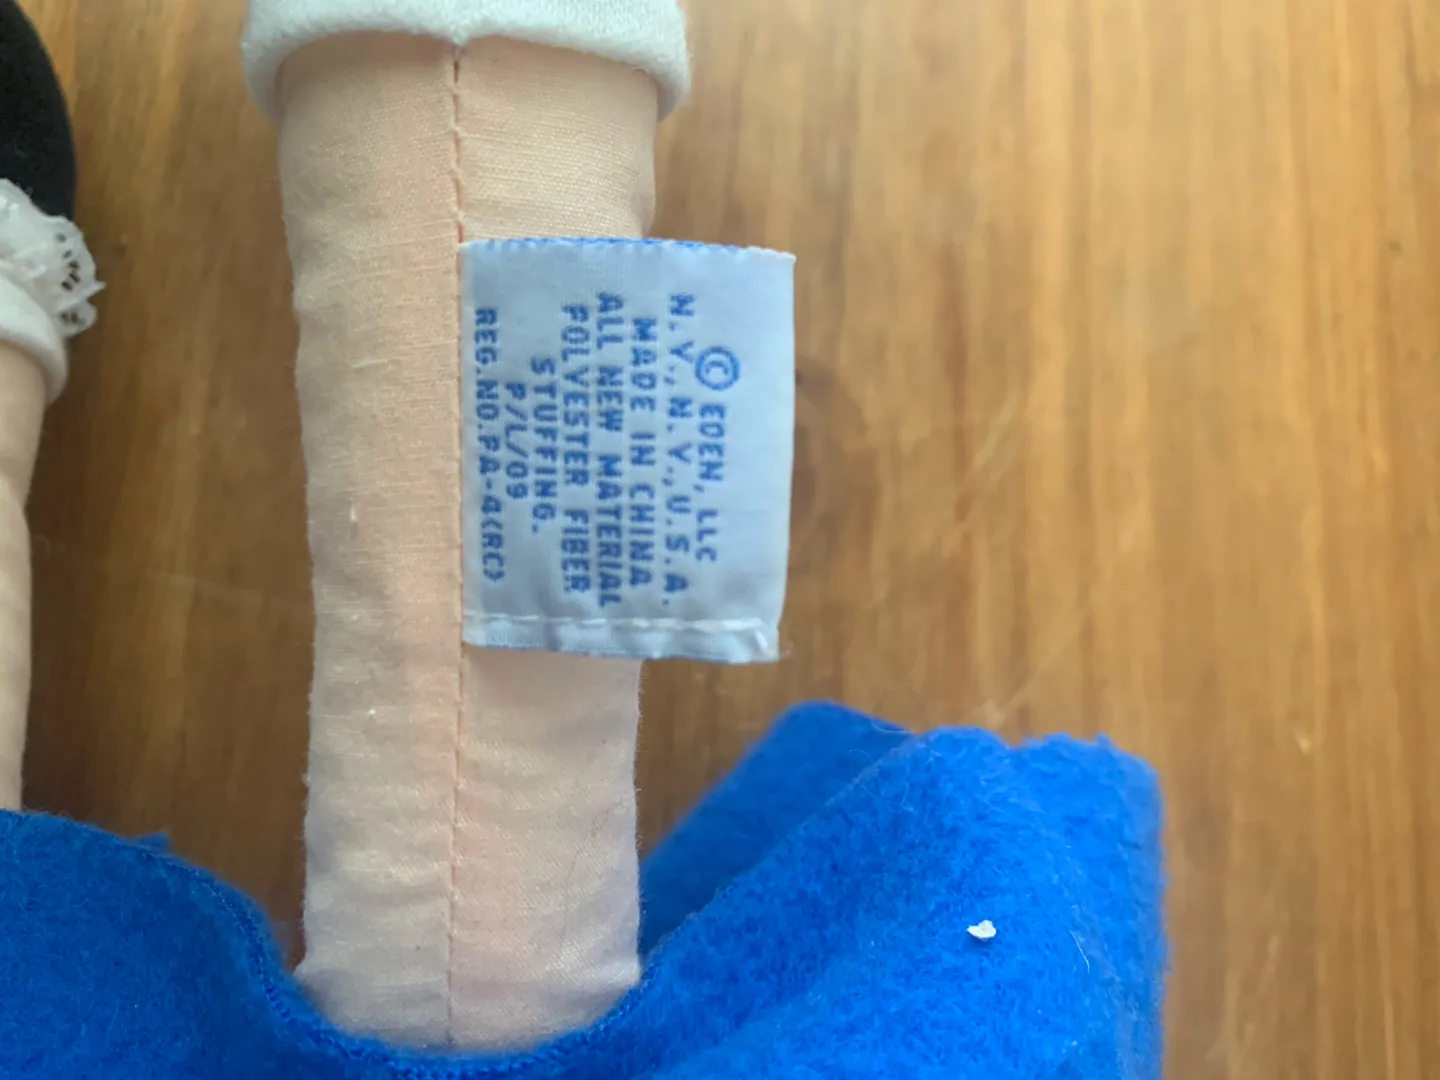 © EDEN, LLC
N.Y., N.Y., U.S.A.
MADE IN CHINA
ALL NEW MATERIAL
POLYESTER FIBER
STUFFING.
P/L/09
REG.NO.PA-4(RC)